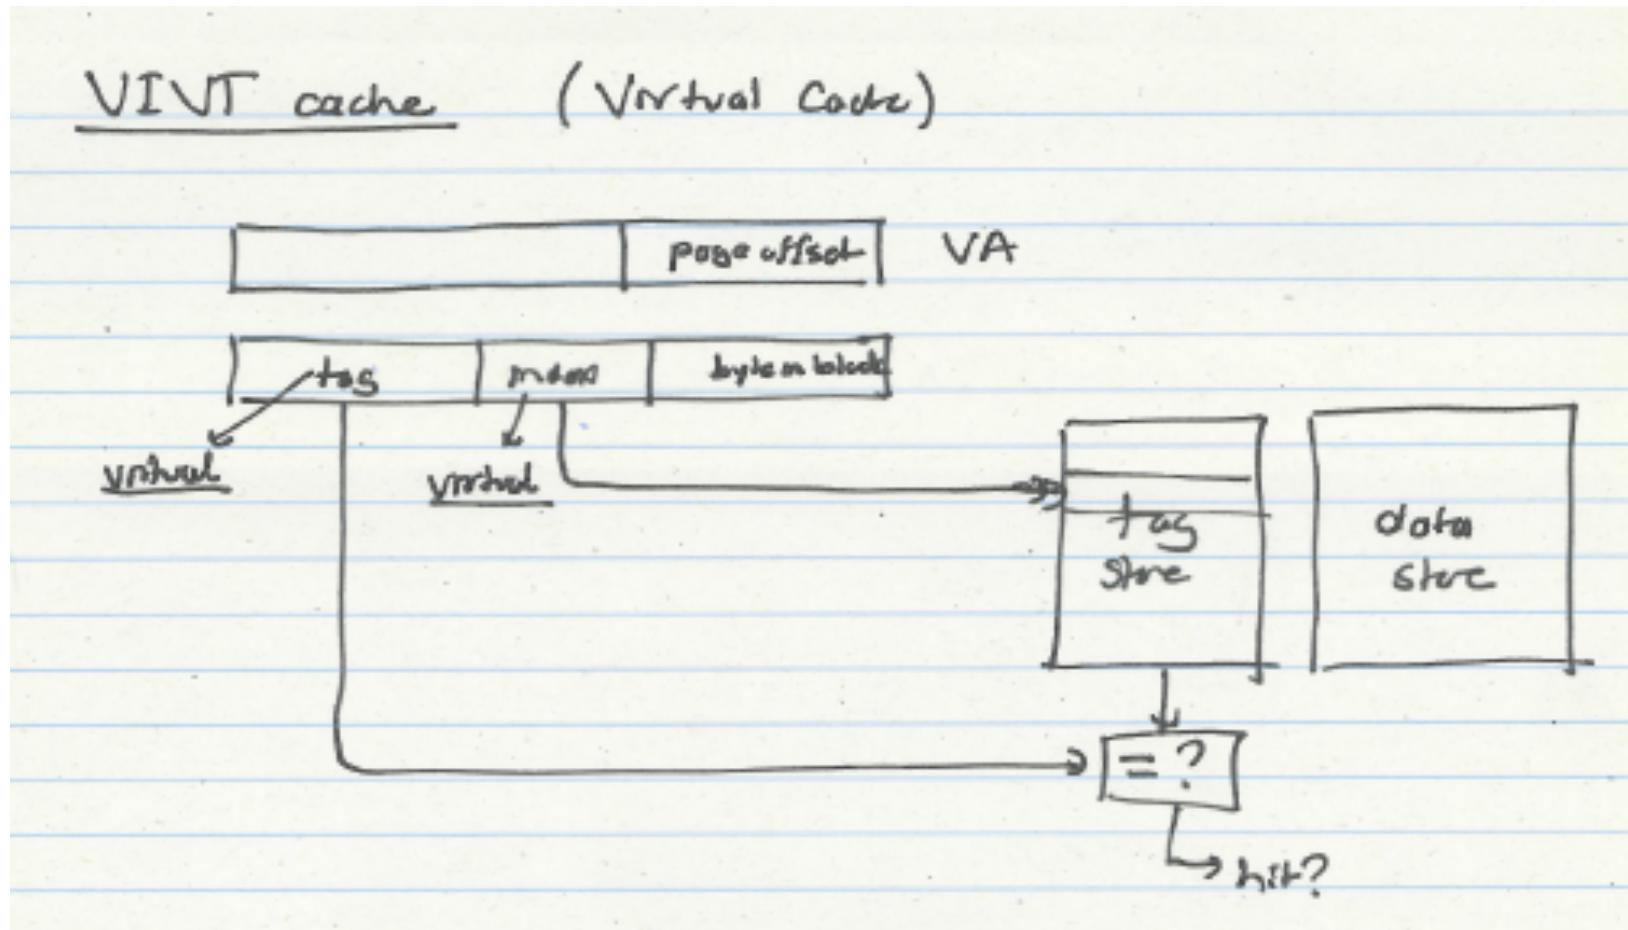 VIVT cache (Virtual Cache)
page offset VA
tag index byte in block
virtual virtual
tag store
data store
= ?
hit?